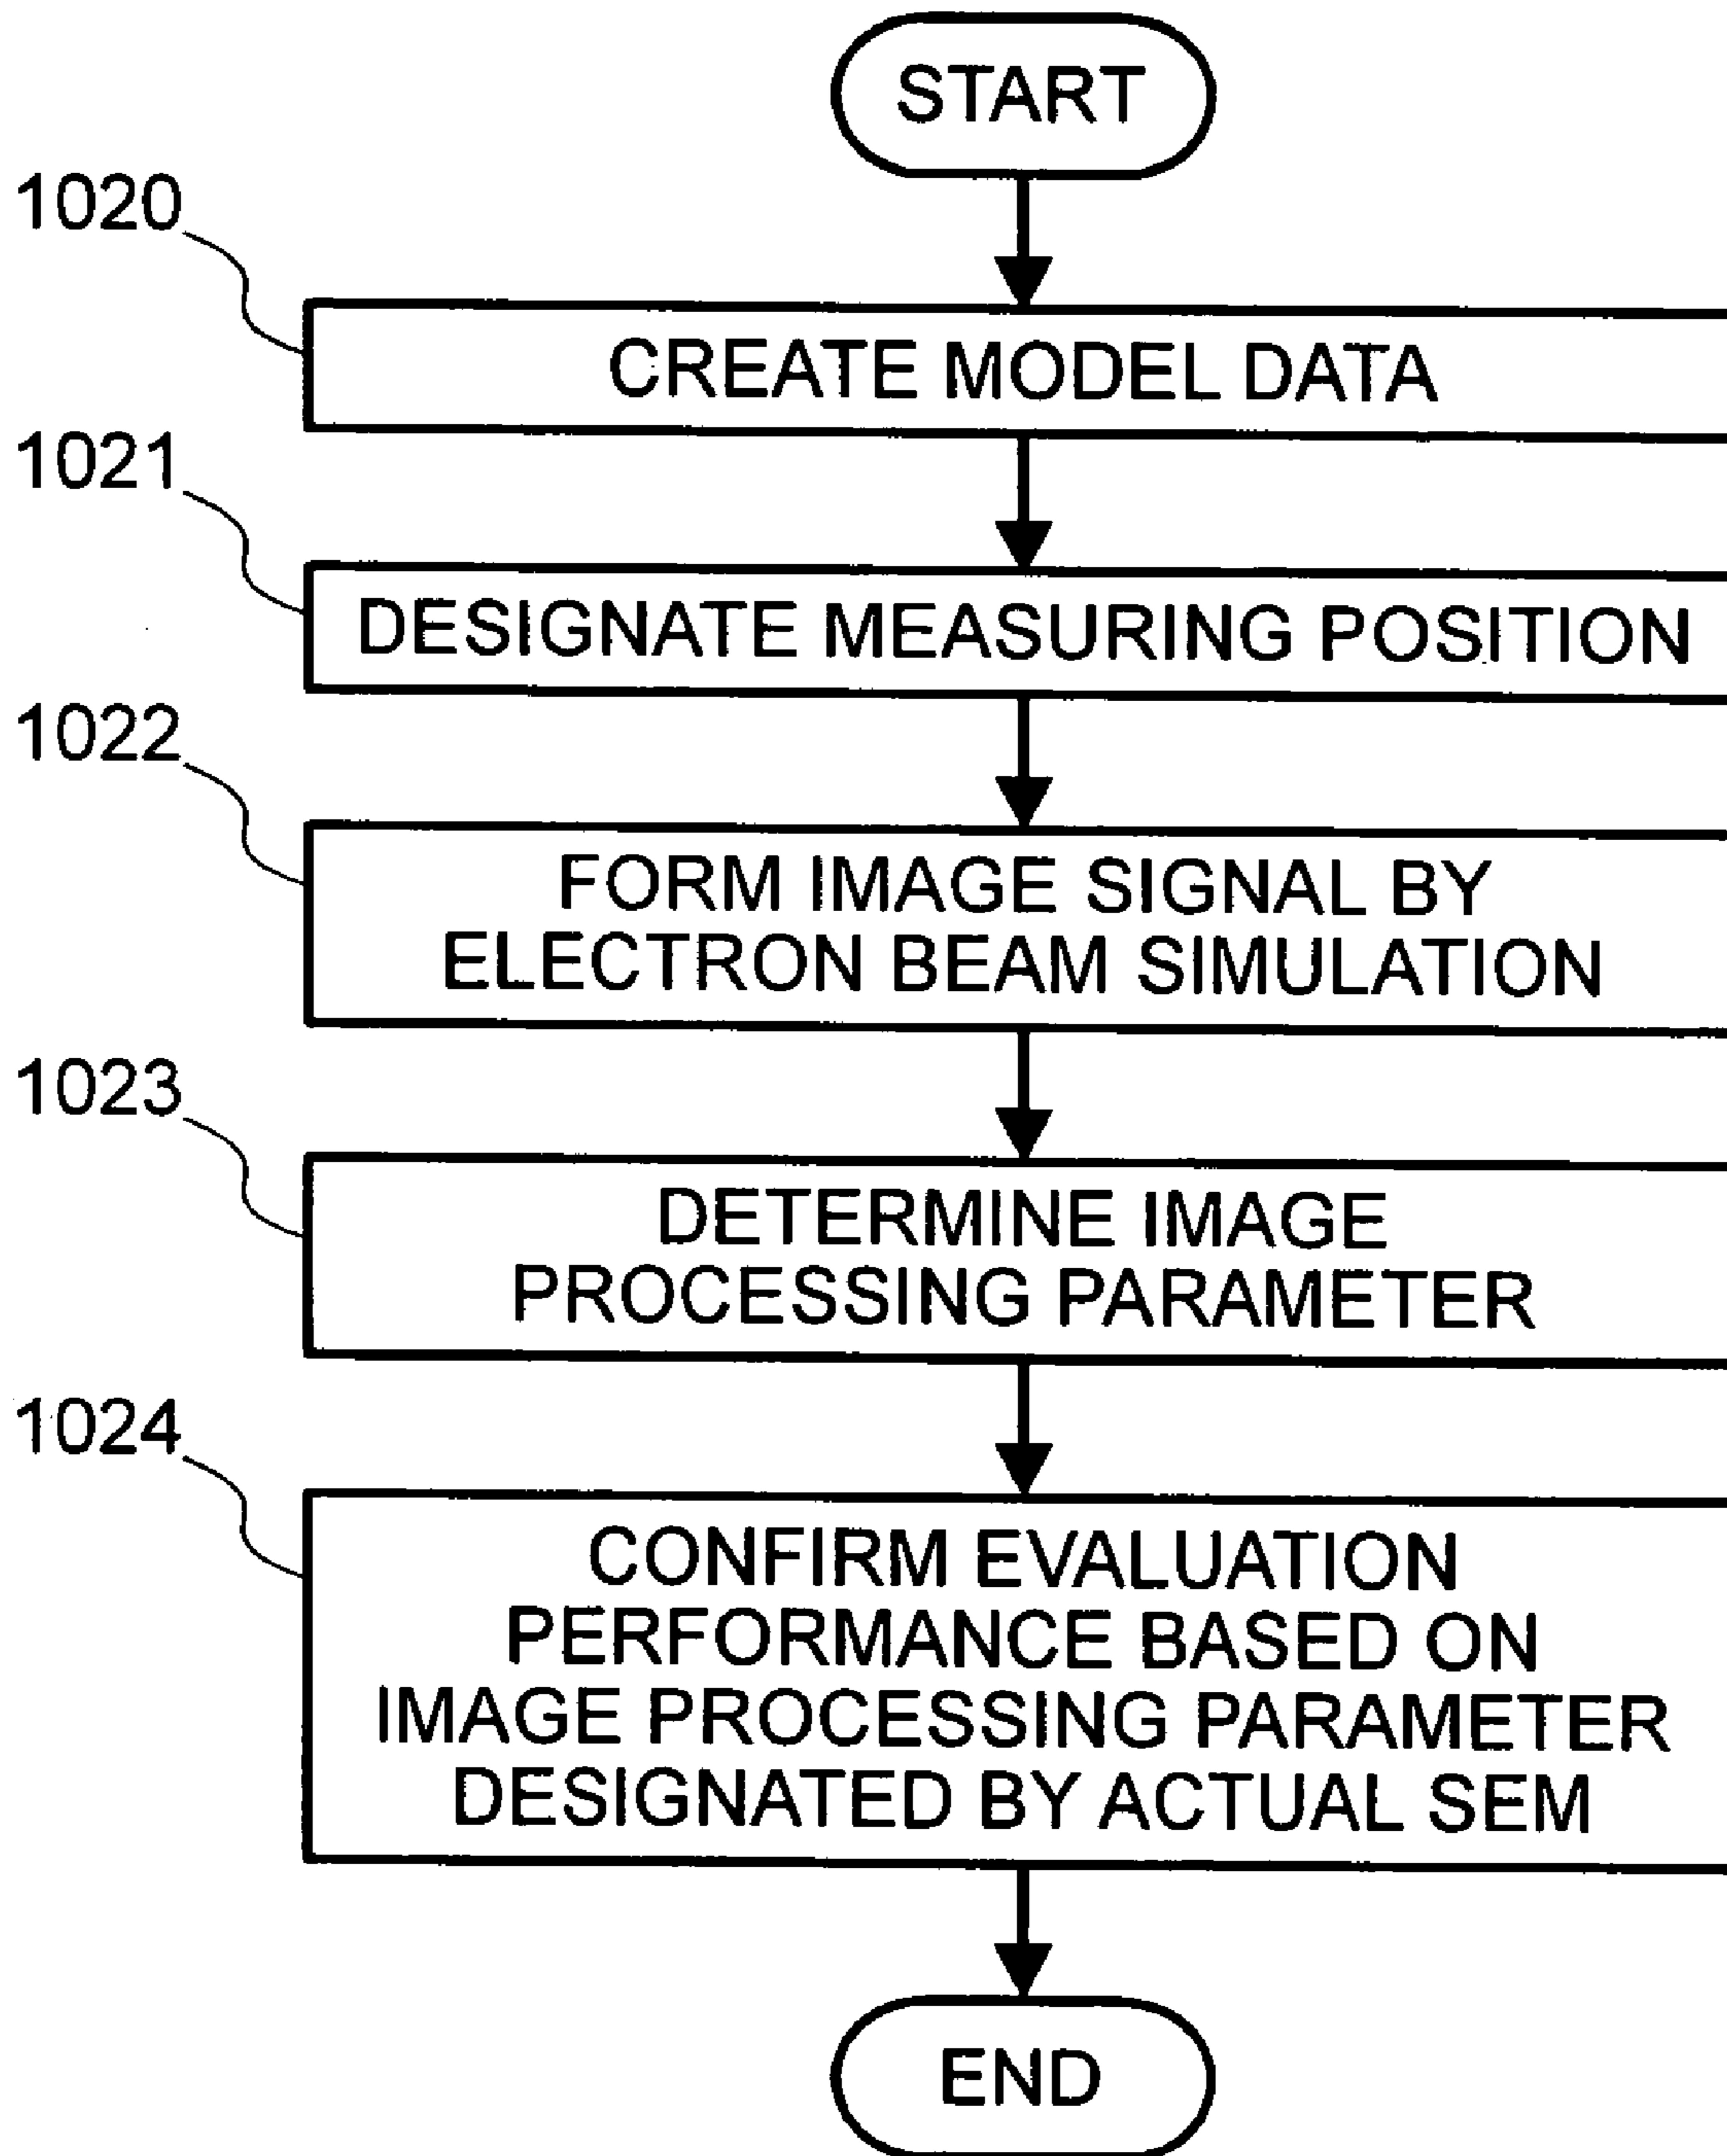 START
1020
CREATE MODEL DATA
1021
DESIGNATE MEASURING POSITION
1022
FORM IMAGE SIGNAL BY
ELECTRON BEAM SIMULATION
1023
DETERMINE IMAGE
PROCESSING PARAMETER
1024
CONFIRM EVALUATION
PERFORMANCE BASED ON
IMAGE PROCESSING PARAMETER
DESIGNATED BY ACTUAL SEM
END